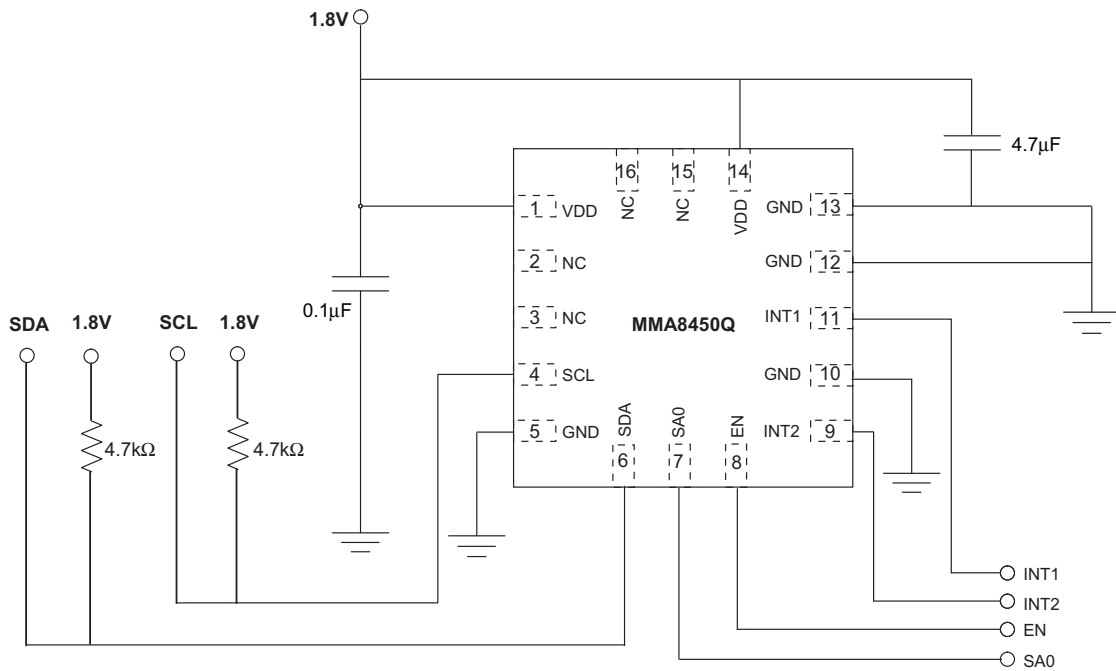 1.8V
4.7μF
16
15
14
NC
NC
VDD
1 VDD
GND 13
2 NC
GND 12
0.1μF
3 NC
MMA8450Q
INT1 11
SDA 1.8V SCL 1.8V
4 SCL
GND 10
5 GND
SDA
SA0
EN
INT2 9
6
7
8
4.7kΩ
4.7kΩ
INT1
INT2
EN
SA0